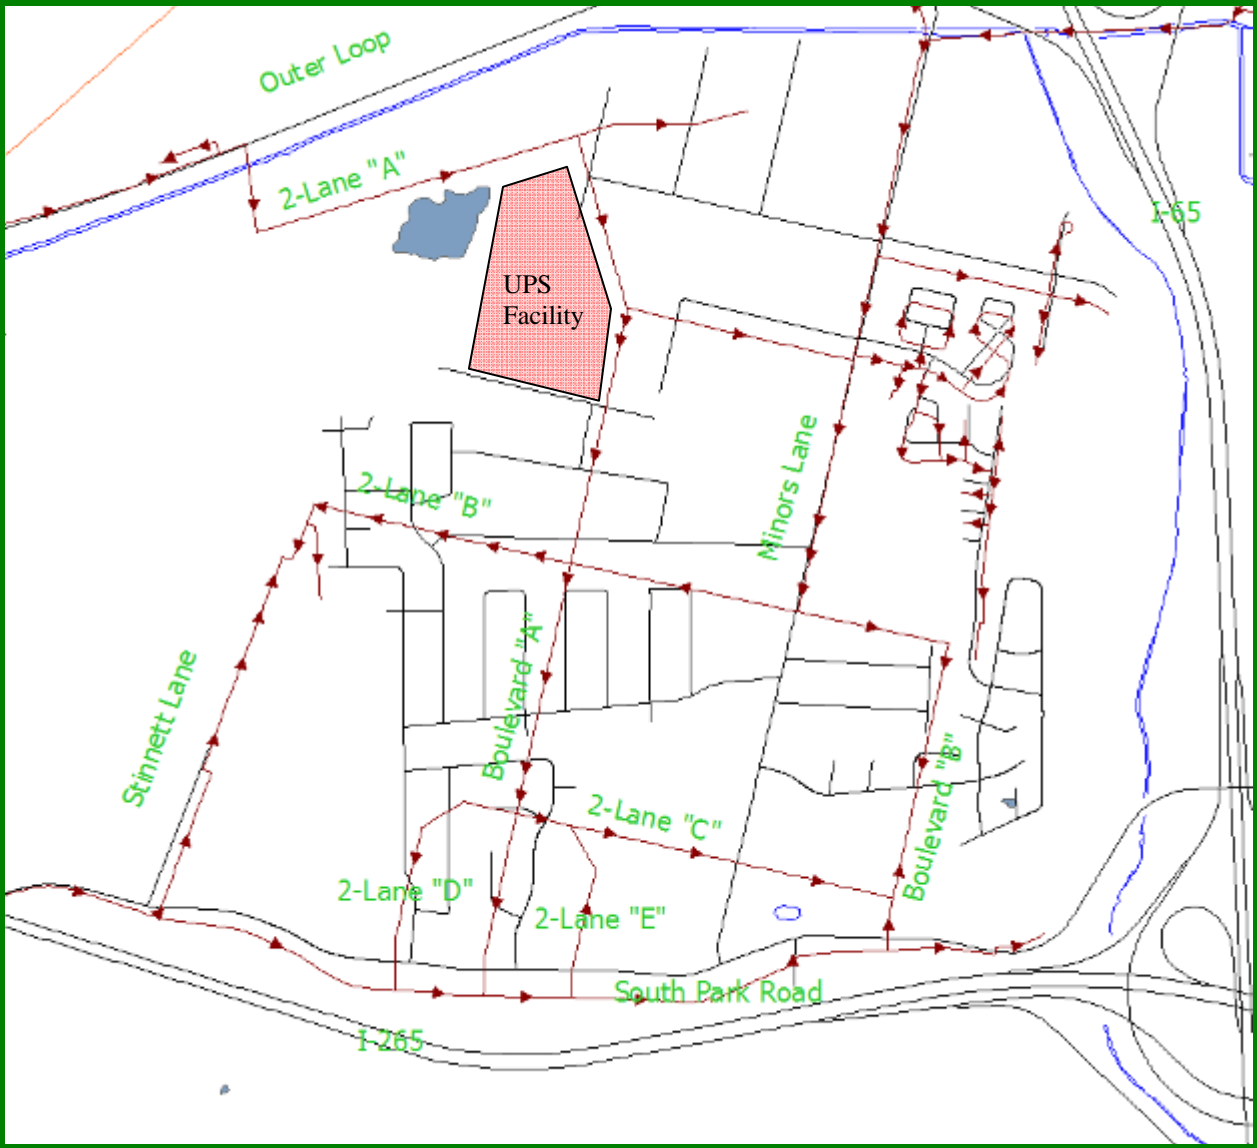 Outer Loop
2-Lane "A"
I-65
UPS
Facility
Minors Lane
2-Lane "B"
Boulevard "A"
Stinnett Lane
Boulevard "B"
2-Lane "C"
2-Lane "D"
2-Lane "E"
South Park Road
I-265